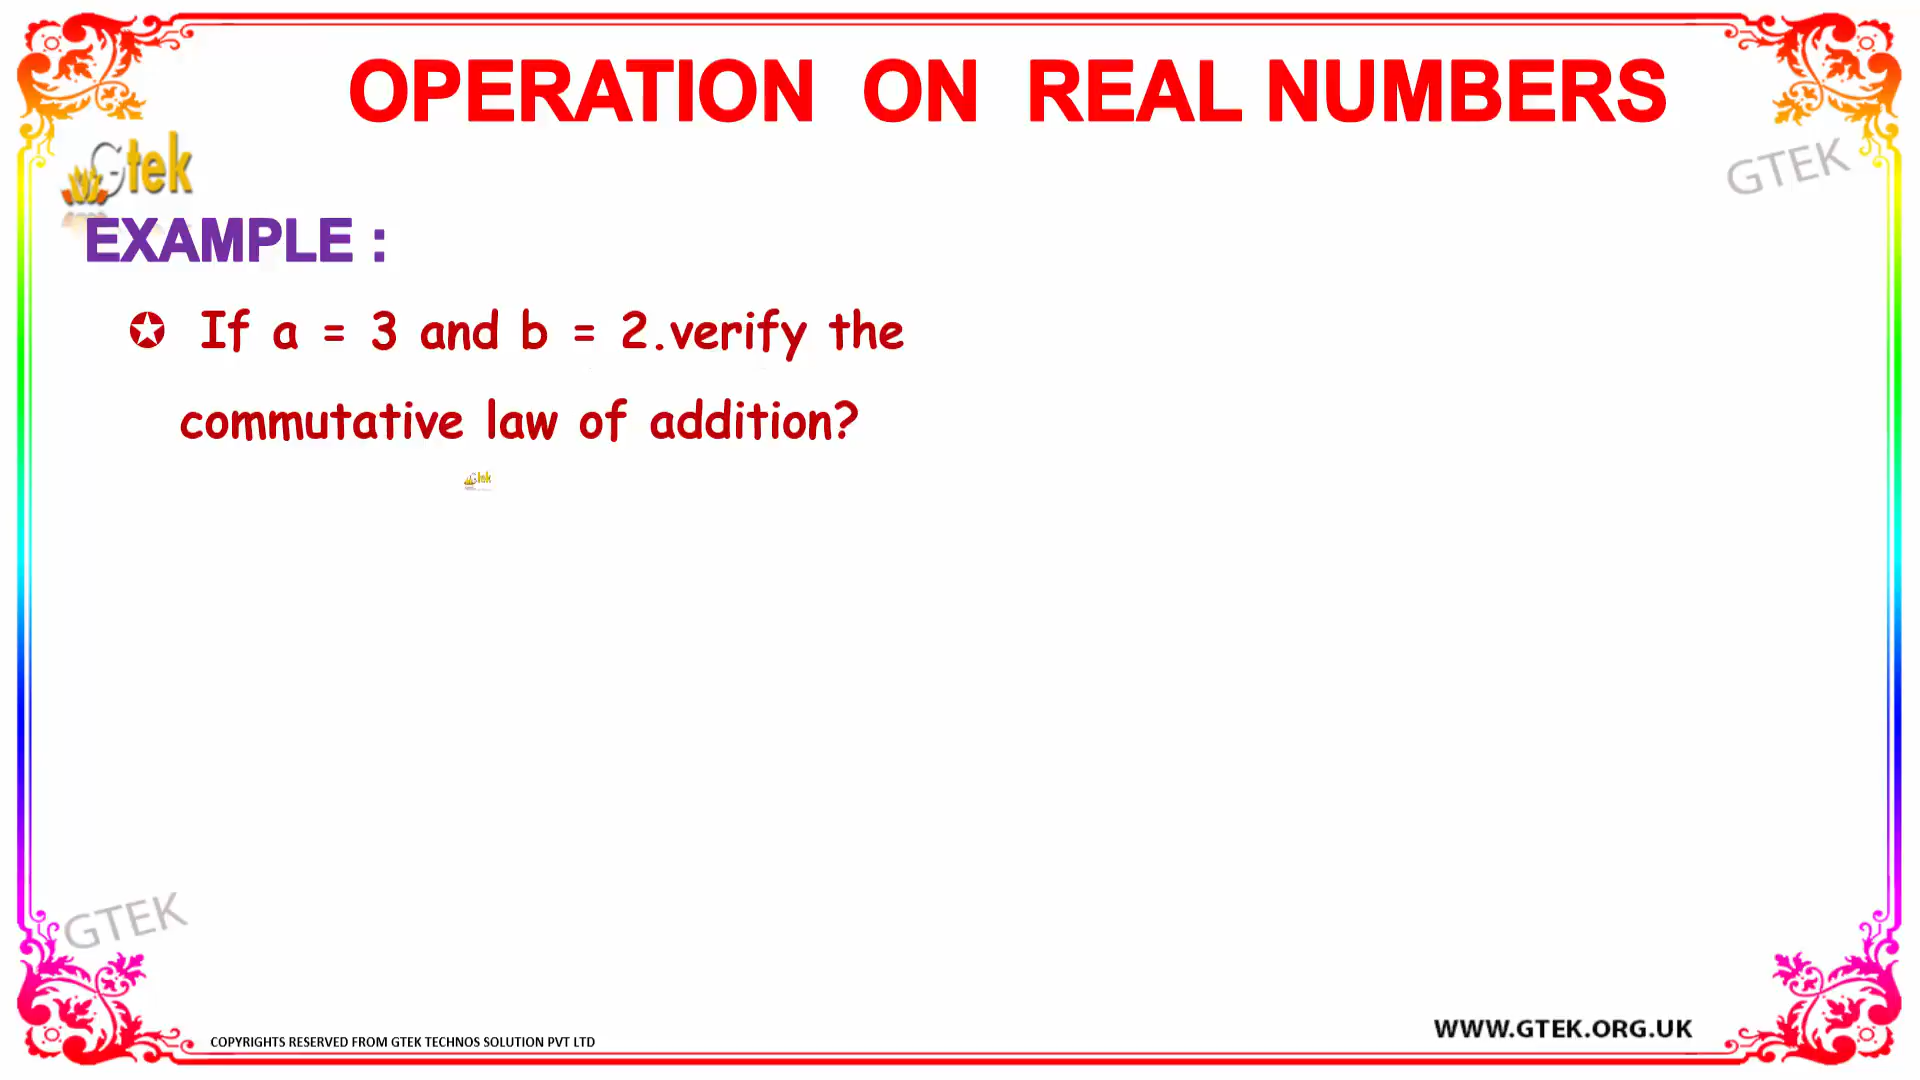 OPERATION ON REAL NUMBERS
Gtek
GTEK
EXAMPLE :
✪ If a = 3 and b = 2.verify the
commutative law of addition?
Gtek
GTEK
WWW.GTEK.ORG.UK
COPYRIGHTS RESERVED FROM GTEK TECHNOS SOLUTION PVT LTD